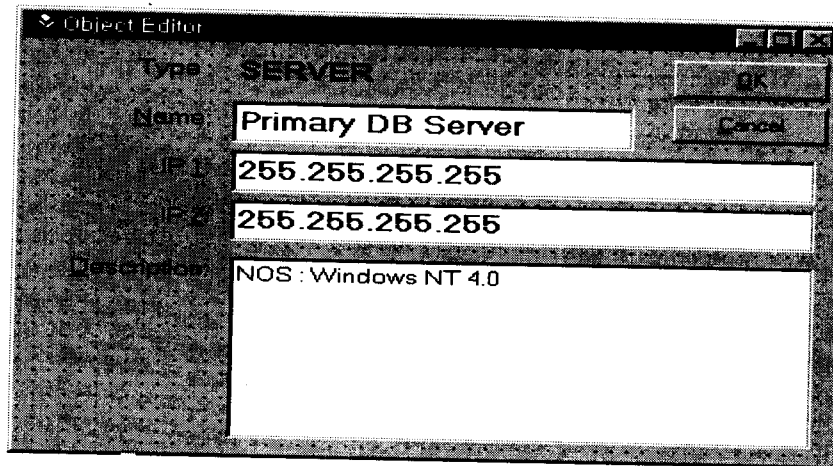 Object Editor
Type SERVER OK
Name Primary DB Server Cancel
IP 1 255.255.255.255
IP 2 255.255.255.255
Description NOS : Windows NT 4.0